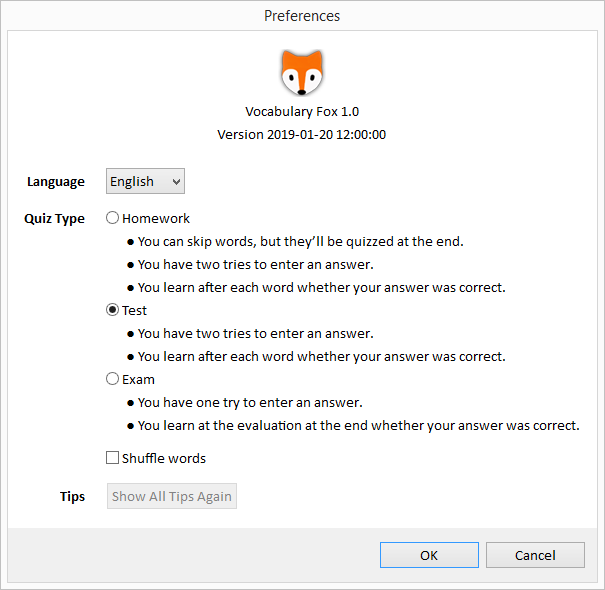 Preferences
Vocabulary Fox 1.0
Version 2019-01-20 12:00:00
Language English
Quiz Type Homework
● You can skip words, but they’ll be quizzed at the end.
● You have two tries to enter an answer.
● You learn after each word whether your answer was correct.
Test
● You have two tries to enter an answer.
● You learn after each word whether your answer was correct.
Exam
● You have one try to enter an answer.
● You learn at the evaluation at the end whether your answer was correct.
Shuffle words
Tips Show All Tips Again
OK Cancel